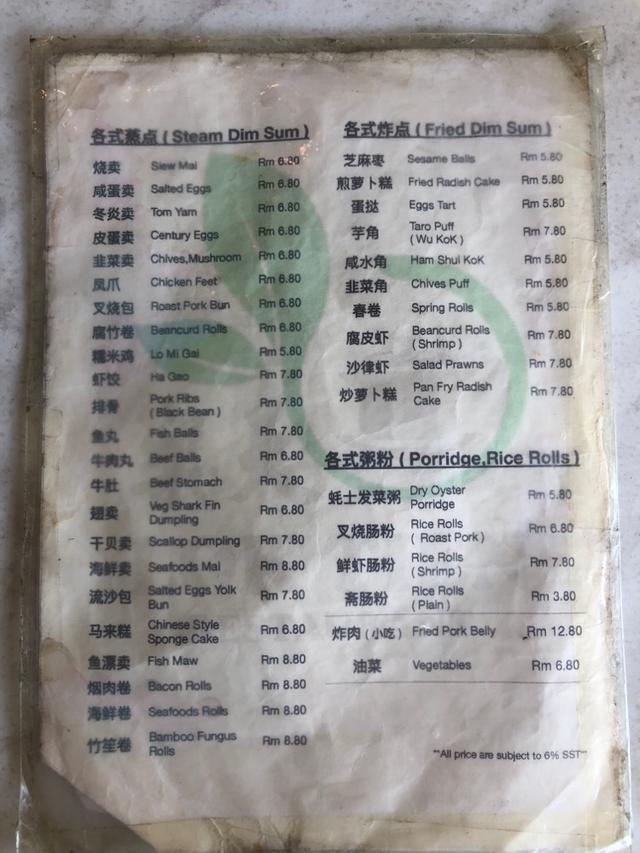 各式蒸点 ( Steam Dim Sum )
烧卖 Siew Mai Rm 6.80
咸蛋卖 Salted Eggs Rm 6.80
冬炎卖 Tom Yam Rm 6.80
皮蛋卖 Century Eggs Rm 6.80
韭菜卖 Chives,Mushroom Rm 6.80
凤爪 Chicken Feet Rm 6.80
叉烧包 Roast Pork Bun Rm 6.80
腐竹卷 Beancurd Rolls Rm 6.80
糯米鸡 Lo Mi Gai Rm 5.80
虾饺 Ha Gao Rm 7.80
排骨 Pork Ribs Rm 7.80
( Black Bean )
鱼丸 Fish Balls Rm 7.80
牛肉丸 Beef Balls Rm 6.80
牛肚 Beef Stomach Rm 7.80
翅卖 Veg Shark Fin Rm 6.80
Dumpling
干贝卖 Scallop Dumpling Rm 7.80
海鲜卖 Seafoods Mai Rm 8.80
流沙包 Salted Eggs Yolk Rm 7.80
Bun
马来糕 Chinese Style Rm 6.80
Sponge Cake
鱼漂卖 Fish Maw Rm 8.80
烟肉卷 Bacon Rolls Rm 8.80
海鲜卷 Seafoods Rolls Rm 8.80
竹笙卷 Bamboo Fungus Rm 8.80
Rolls
各式炸点 ( Fried Dim Sum )
芝麻枣 Sesame Balls Rm 5.80
煎萝卜糕 Fried Radish Cake Rm 5.80
蛋挞 Eggs Tart Rm 5.80
芋角 Taro Puff Rm 7.80
( Wu KoK )
咸水角 Ham Shui KoK Rm 5.80
韭菜角 Chives Puff Rm 5.80
春卷 Spring Rolls Rm 5.80
腐皮虾 Beancurd Rolls Rm 7.80
( Shrimp )
沙律虾 Salad Prawns Rm 7.80
炒萝卜糕 Pan Fry Radish Rm 7.80
Cake
各式粥粉 ( Porridge,Rice Rolls )
蚝士发菜粥 Dry Oyster Rm 5.80
Porridge
叉烧肠粉 Rice Rolls Rm 6.80
( Roast Pork )
鲜虾肠粉 Rice Rolls Rm 7.80
( Shrimp )
斋肠粉 Rice Rolls Rm 3.80
( Plain )
炸肉 ( 小吃 ) Fried Pork Belly Rm 12.80
油菜 Vegetables Rm 6.80
**All price are subject to 6% SST**